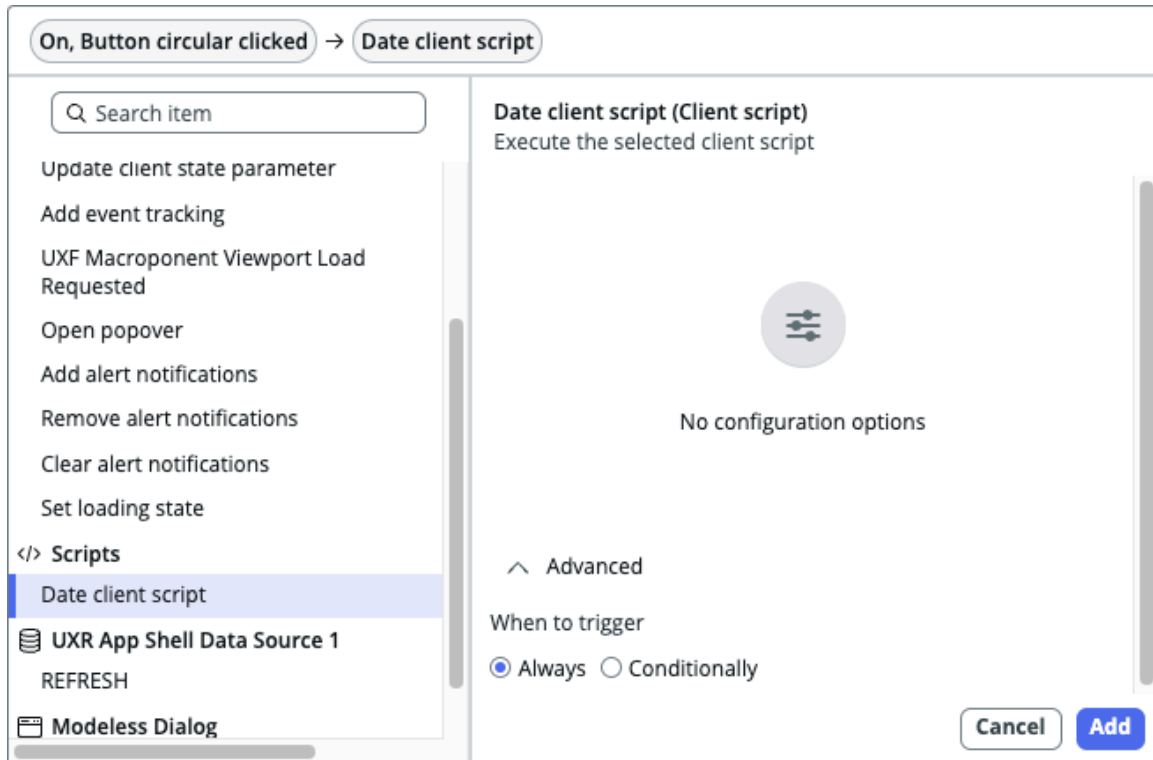 On, Button circular clicked → Date client script
Search item
Update client state parameter
Add event tracking
UXF Macroponent Viewport Load
Requested
Open popover
Add alert notifications
Remove alert notifications
Clear alert notifications
Set loading state
</> Scripts
Date client script
UXR App Shell Data Source 1
REFRESH
Modeless Dialog
Date client script (Client script)
Execute the selected client script
No configuration options
Advanced
When to trigger
Always Conditionally
Cancel Add